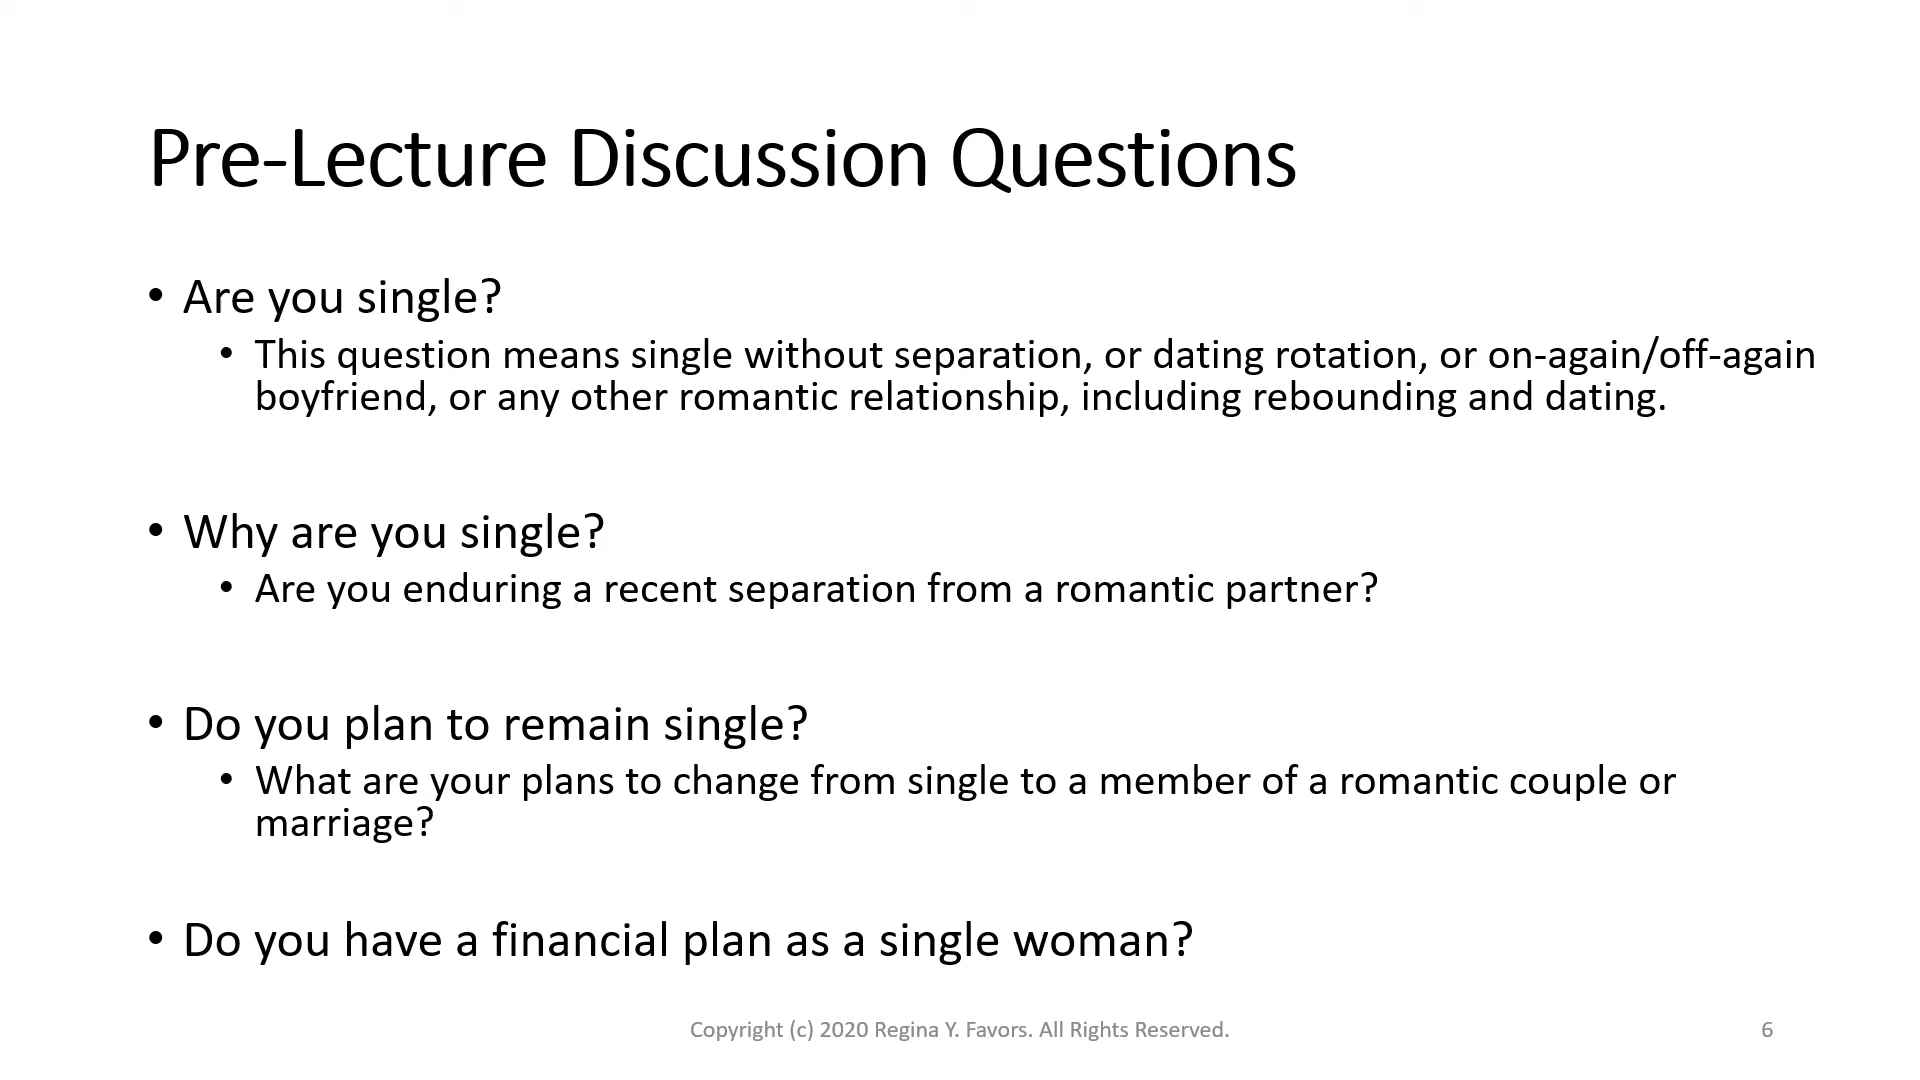 Pre-Lecture Discussion Questions
• Are you single?
• This question means single without separation, or dating rotation, or on-again/off-again
boyfriend, or any other romantic relationship, including rebounding and dating.
• Why are you single?
• Are you enduring a recent separation from a romantic partner?
• Do you plan to remain single?
• What are your plans to change from single to a member of a romantic couple or
marriage?
• Do you have a financial plan as a single woman?
Copyright (c) 2020 Regina Y. Favors. All Rights Reserved.
6